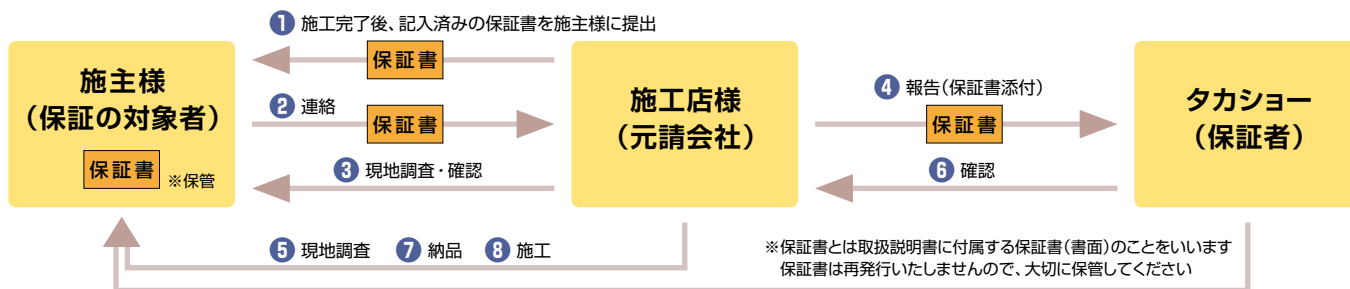 ❶ 施工完了後、記入済みの保証書を施主様に提出
保証書
施主様
（保証の対象者）
保証書 ※保管
❷ 連絡
保証書
❸ 現地調査・確認
施工店様
（元請会社）
❹ 報告（保証書添付）
保証書
❻ 確認
タカショー
（保証者）
❺ 現地調査 ❼ 納品 ❽ 施工
※保証書とは取扱説明書に付属する保証書（書面）のことをいいます
保証書は再発行いたしませんので、大切に保管してください